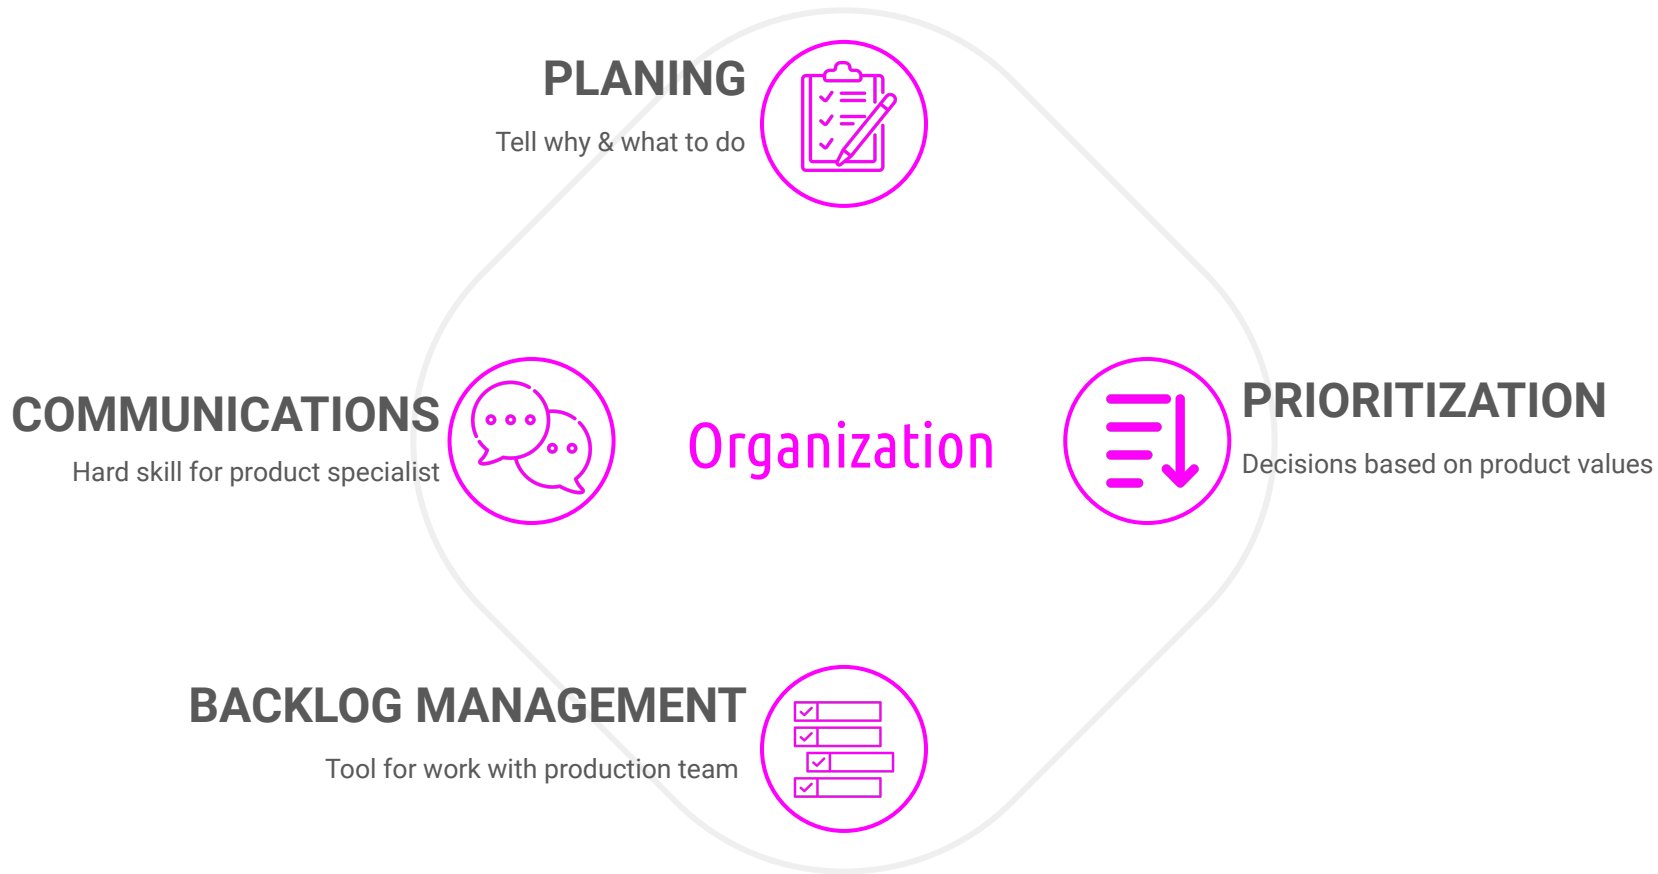 PLANING
Tell why & what to do
COMMUNICATIONS
Hard skill for product specialist
Organization
PRIORITIZATION
Decisions based on product values
BACKLOG MANAGEMENT
Tool for work with production team